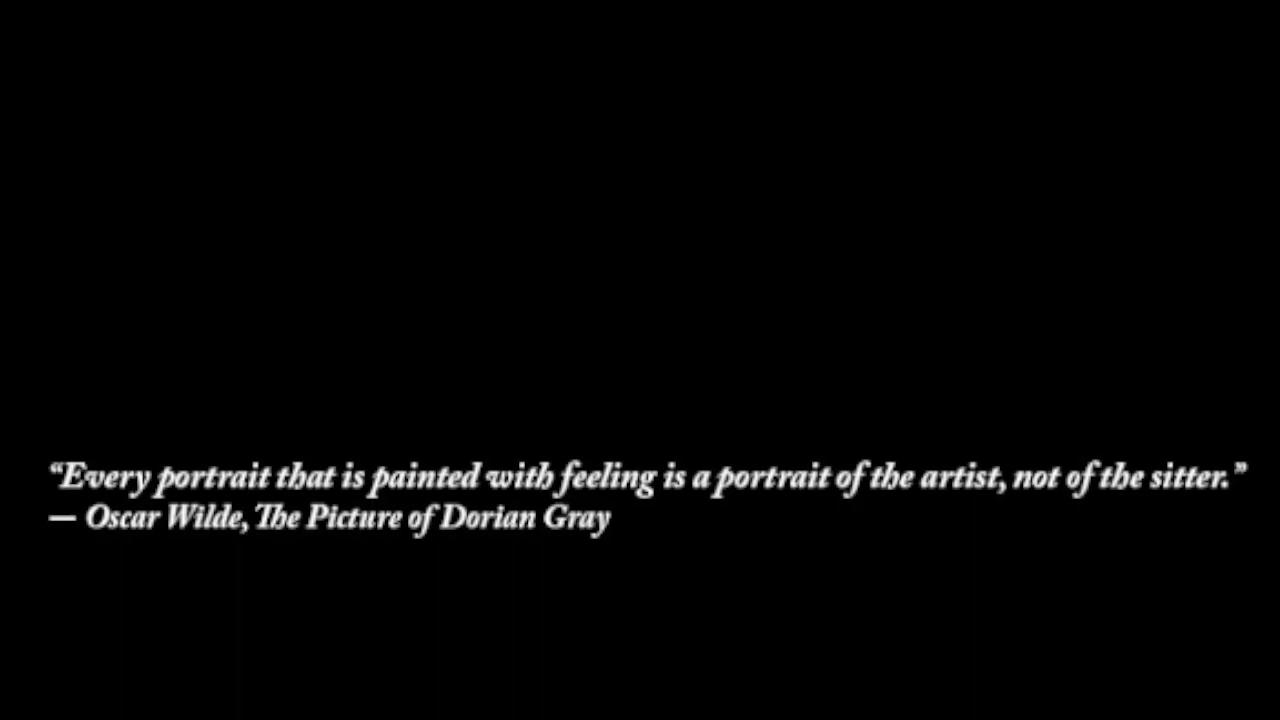 “Every portrait that is painted with feeling is a portrait of the artist, not of the sitter.”
— Oscar Wilde, The Picture of Dorian Gray